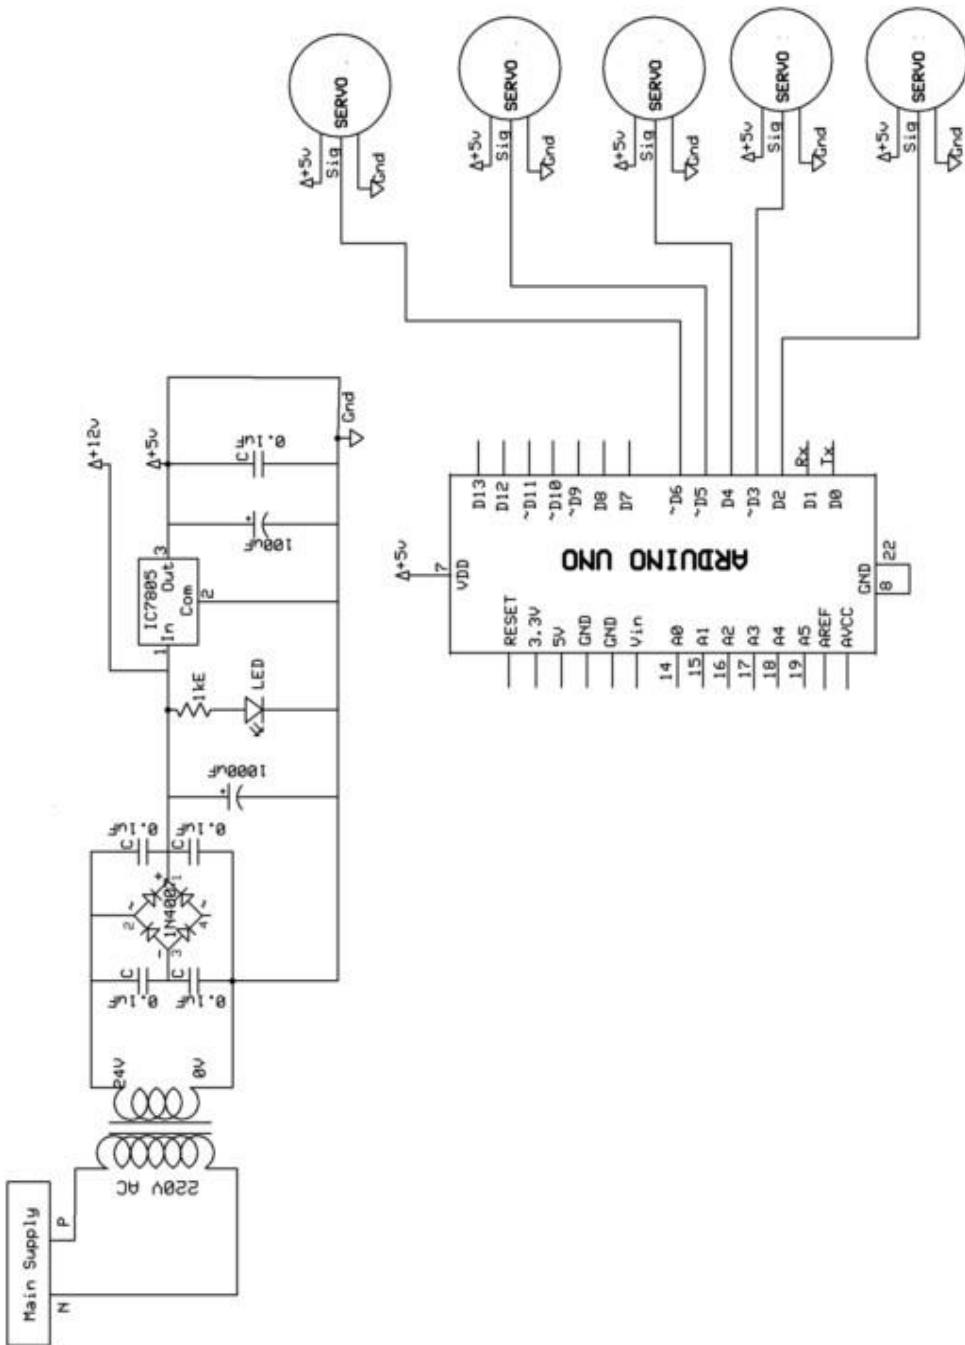 SERVO
SERVO
SERVO
SERVO
SERVO
+5v
Sig
Gnd
+5v
Sig
Gnd
+5v
Sig
Gnd
+5v
Sig
Gnd
+5v
Sig
Gnd
+12v
+5v
Gnd
C
0.1uF
+
100uF
IC7805
1
In
Out
3
Com
2
1kE
LED
+
1000uF
C
0.1uF
C
0.1uF
+
1
~
2
-
3
~
4
C
0.1uF
C
0.1uF
24V
0V
220V AC
Main Supply
P
N
ARDUINO UNO
+5v
7
VDD
D13
D12
~D11
~D10
~D9
D8
D7
~D6
~D5
D4
~D3
D2
D1
Rx
D0
Tx
GND
22
8
RESET
3.3V
5V
GND
GND
Vin
14 A0
15 A1
16 A2
17 A3
18 A4
19 A5
AREF
AVCC